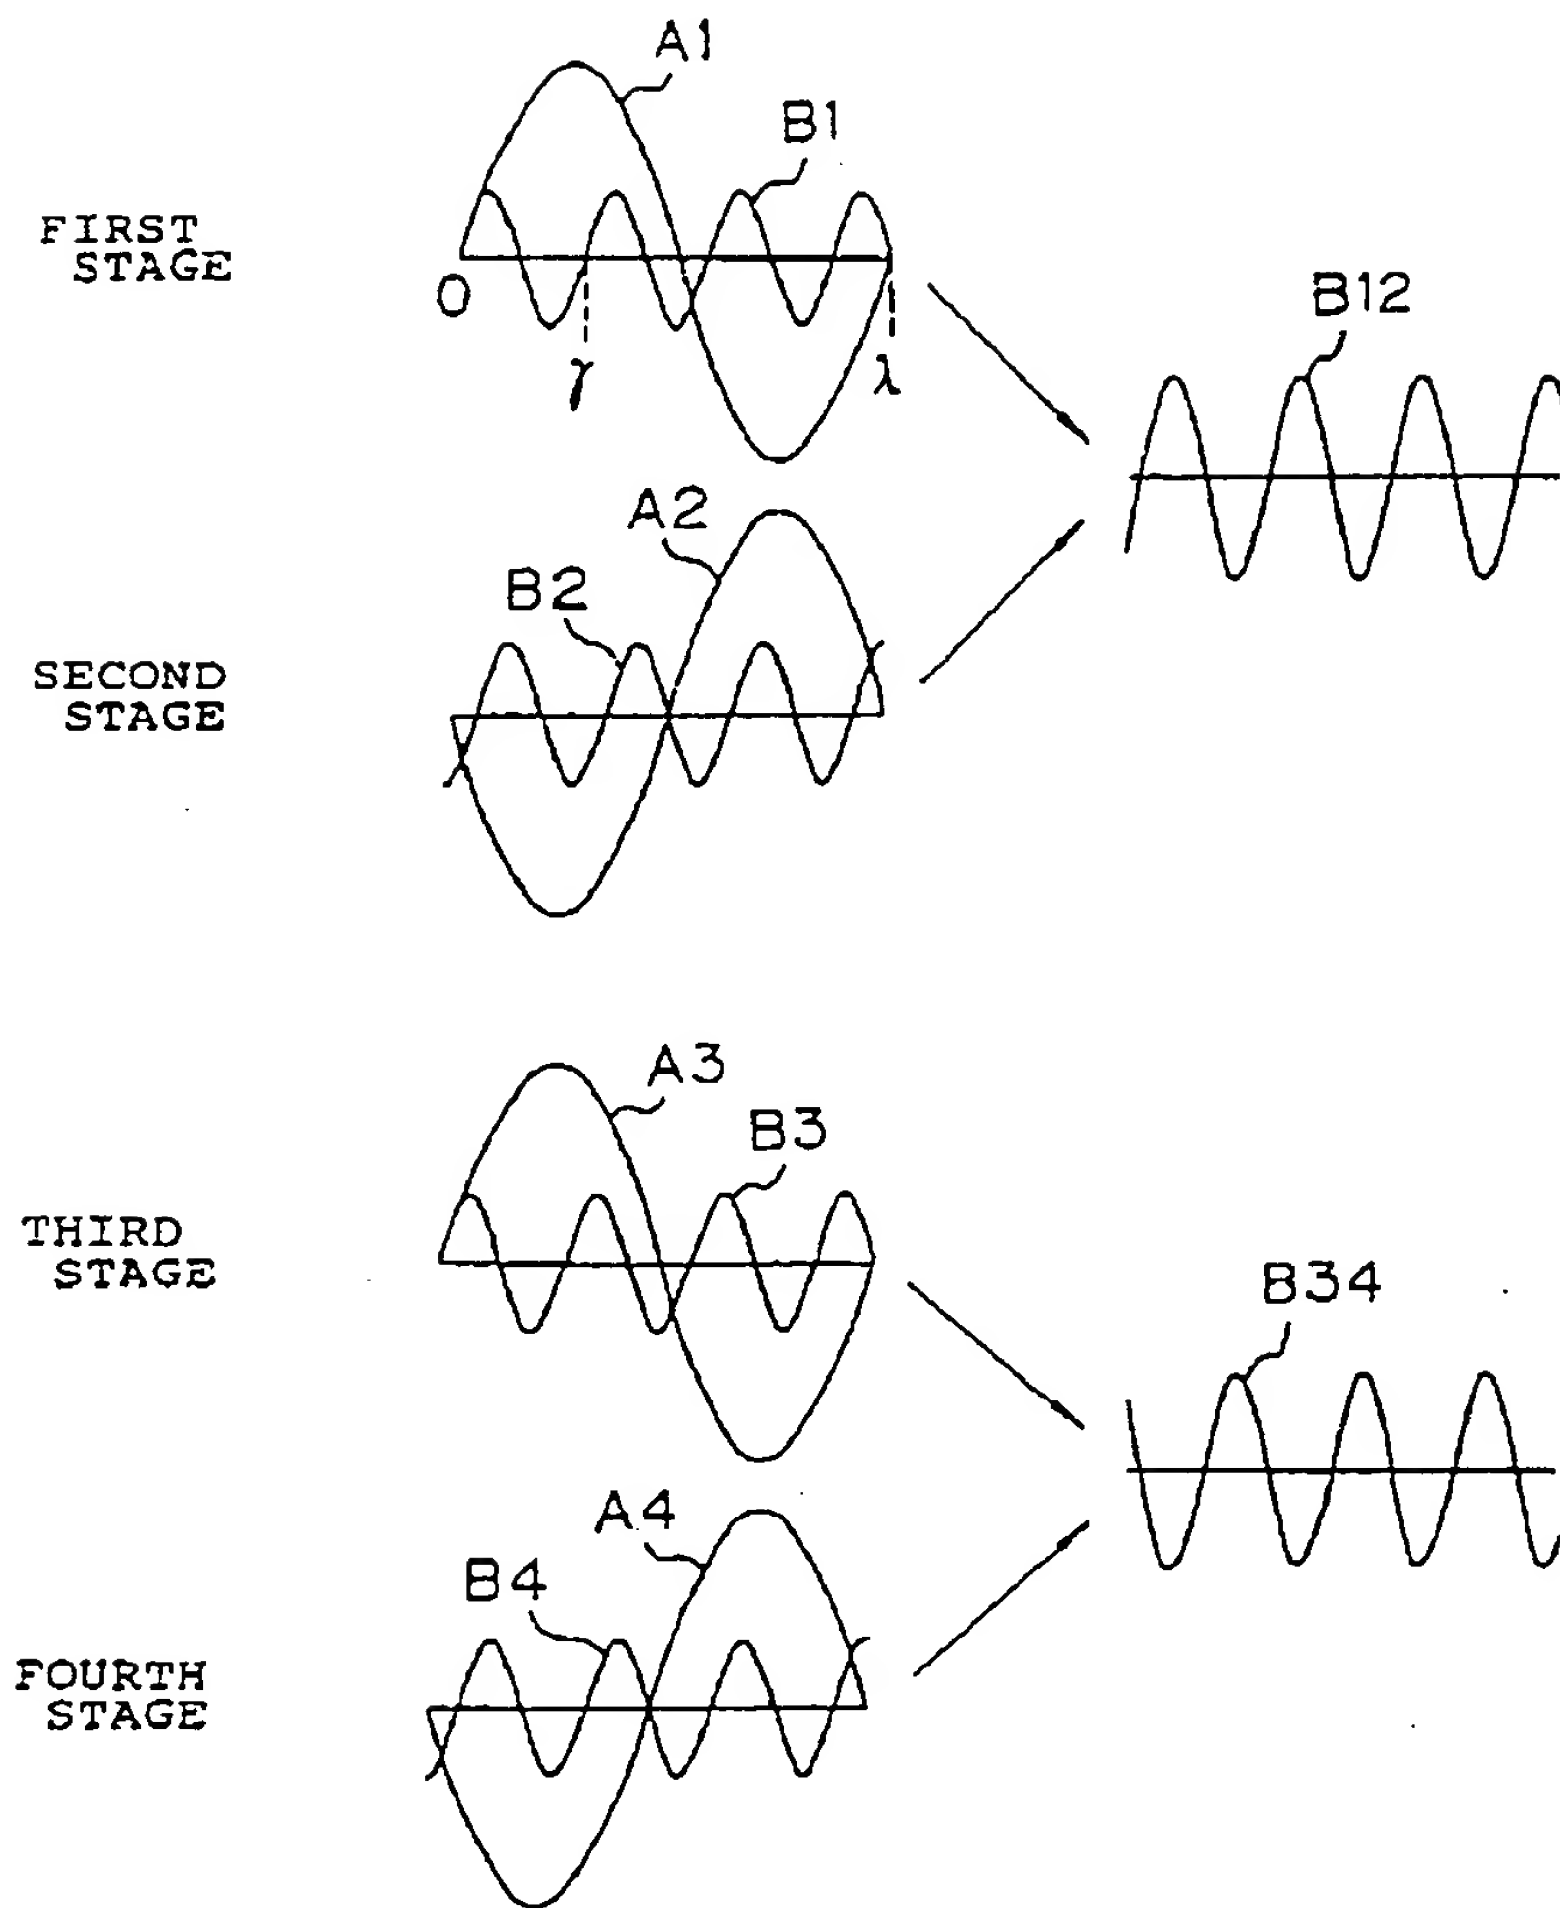 A1
B1
FIRST
STAGE
0
γ
λ
B12
A2
B2
SECOND
STAGE
A3
B3
THIRD
STAGE
B34
A4
B4
FOURTH
STAGE